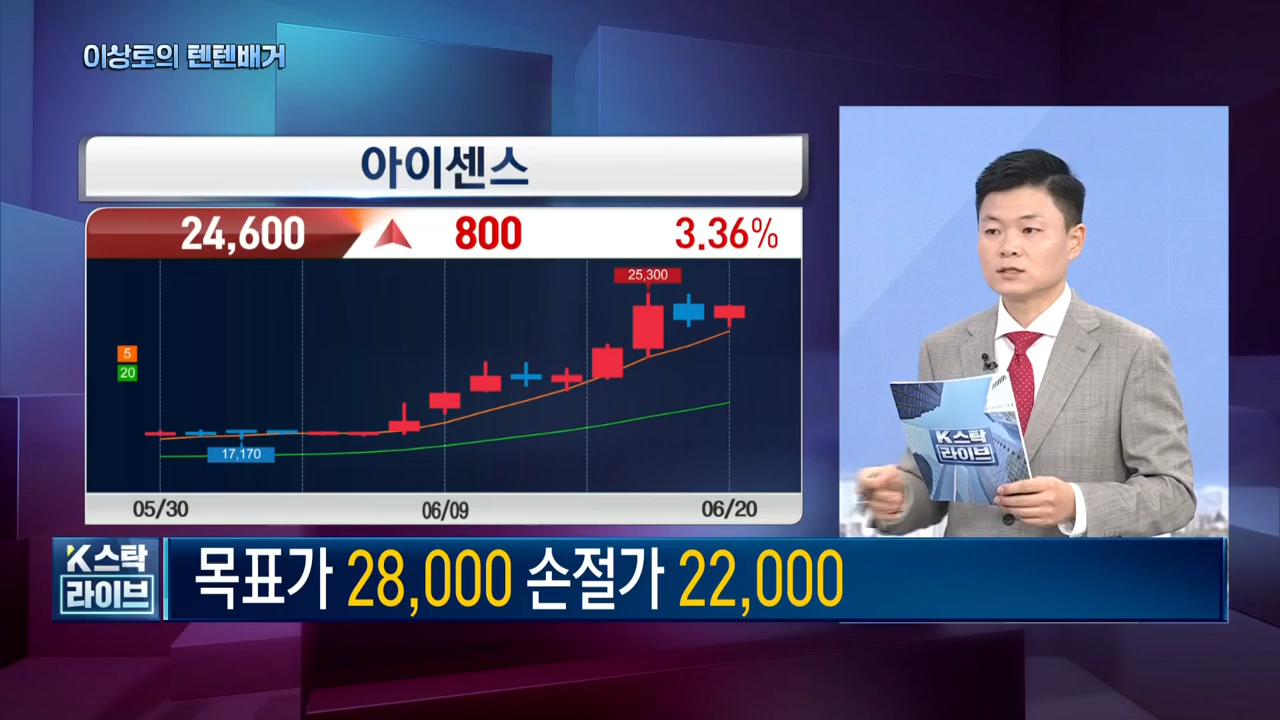 이상로의 텐텐배거
아이센스
24,600 800 3.36%
25,300
5
20
17,170
05/30 06/09 06/20
K스탁
라이브
K스탁
라이브
목표가 28,000 손절가 22,000